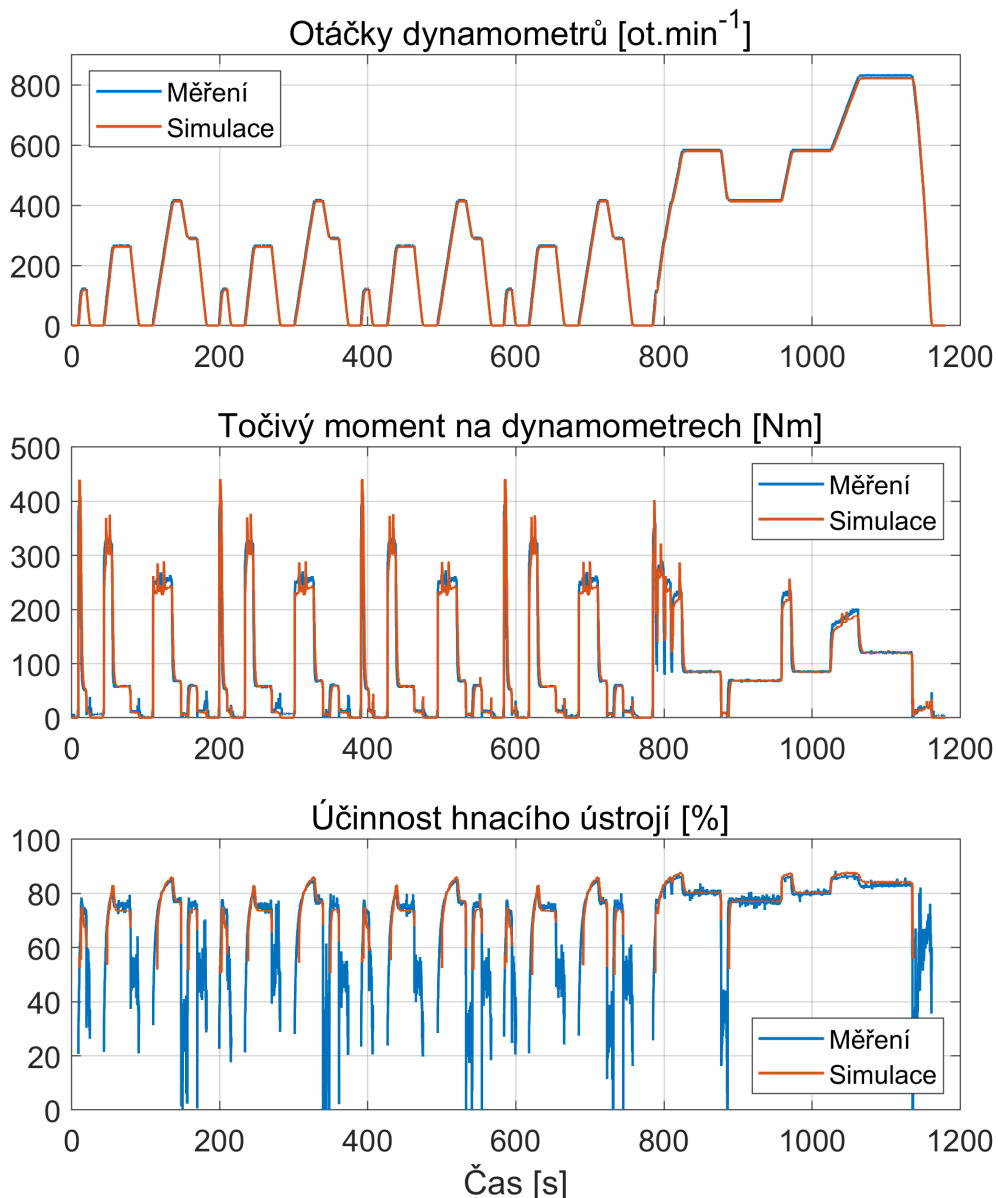 Otáčky dynamometrů [ot.min-1]
800
600
400
200
0
Měření
Simulace
0 200 400 600 800 1000 1200
Točivý moment na dynamometrech [Nm]
500
400
300
200
100
0
Měření
Simulace
0 200 400 600 800 1000 1200
Účinnost hnacího ústrojí [%]
100
80
60
40
20
0
Měření
Simulace
0 200 400 600 800 1000 1200
Čas [s]